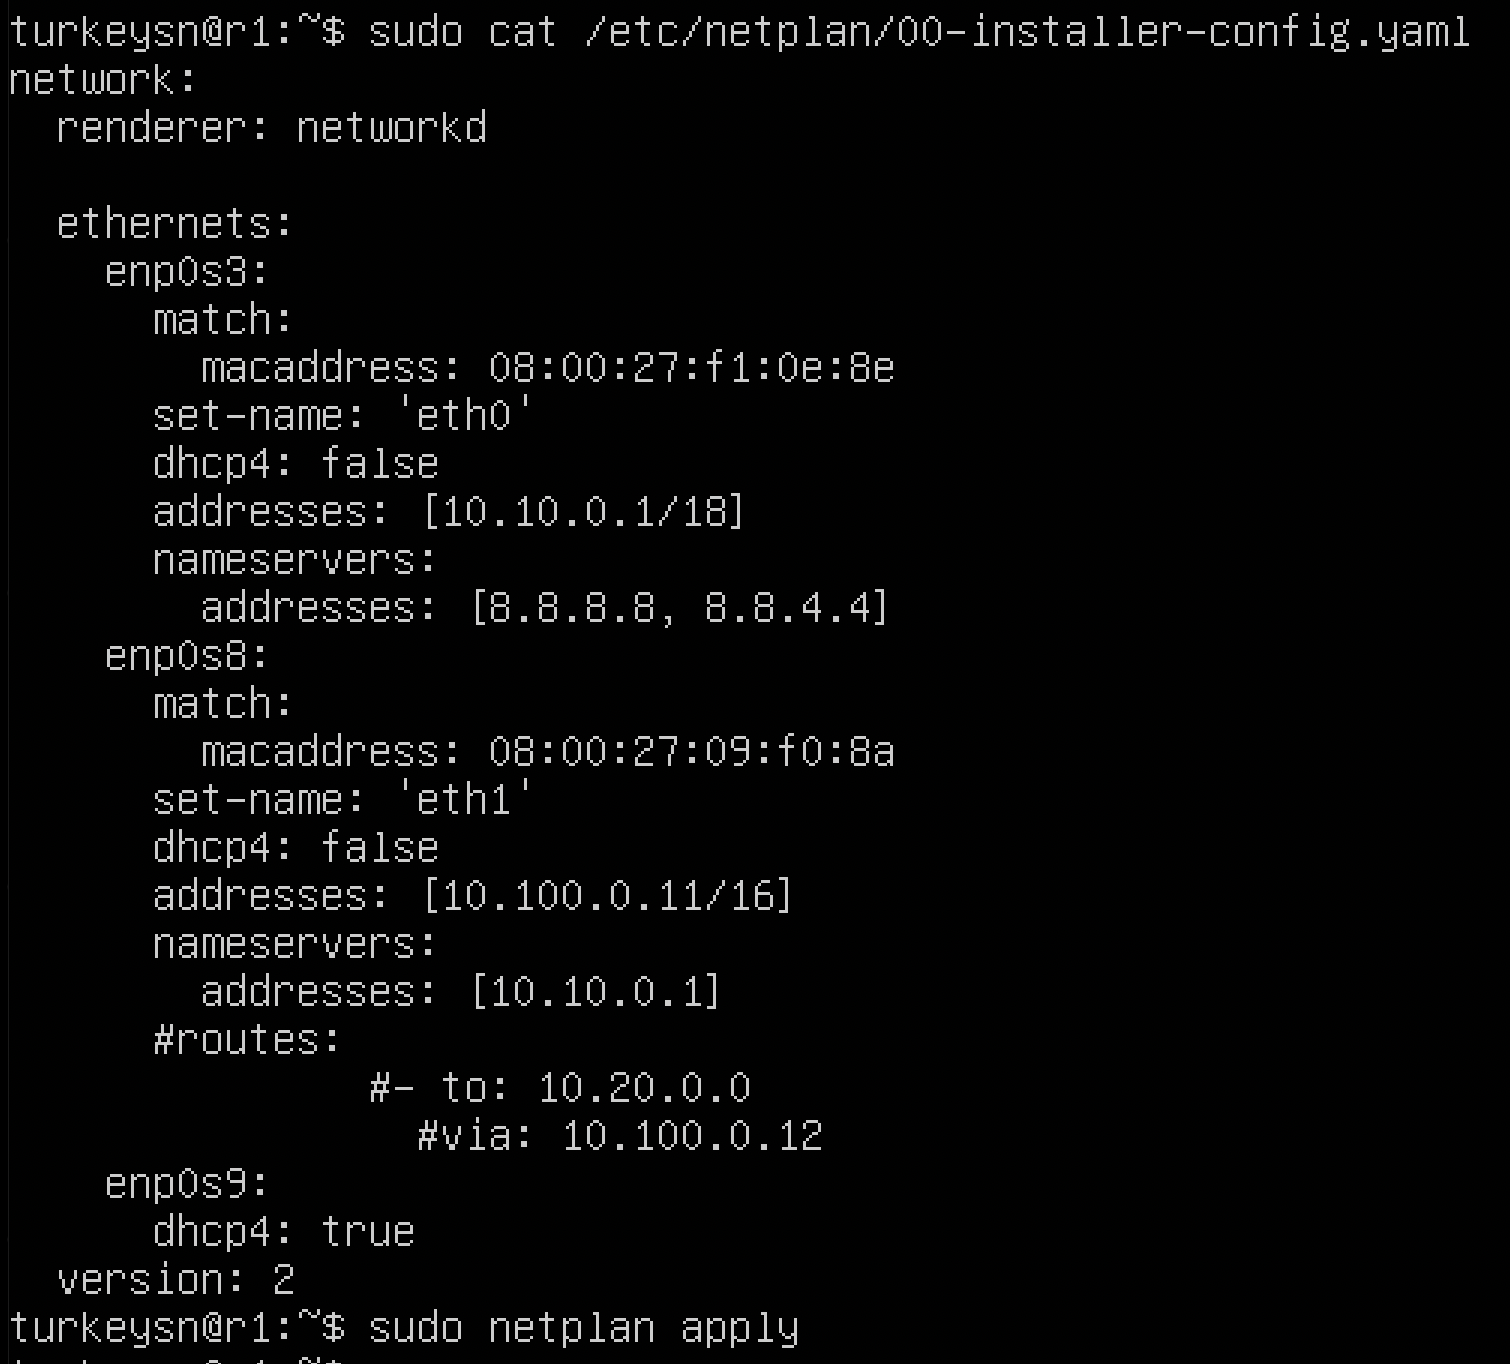 turkeysn@r1:~$ sudo cat /etc/netplan/00-installer-config.yaml
network:
  renderer: networkd

  ethernets:
    enp0s3:
      match:
        macaddress: 08:00:27:f1:0e:8e
      set-name: 'eth0'
      dhcp4: false
      addresses: [10.10.0.1/18]
      nameservers:
        addresses: [8.8.8.8, 8.8.4.4]
    enp0s8:
      match:
        macaddress: 08:00:27:09:f0:8a
      set-name: 'eth1'
      dhcp4: false
      addresses: [10.100.0.11/16]
      nameservers:
        addresses: [10.10.0.1]
      #routes:
               #- to: 10.20.0.0
                 #via: 10.100.0.12
    enp0s9:
      dhcp4: true
  version: 2
turkeysn@r1:~$ sudo netplan apply